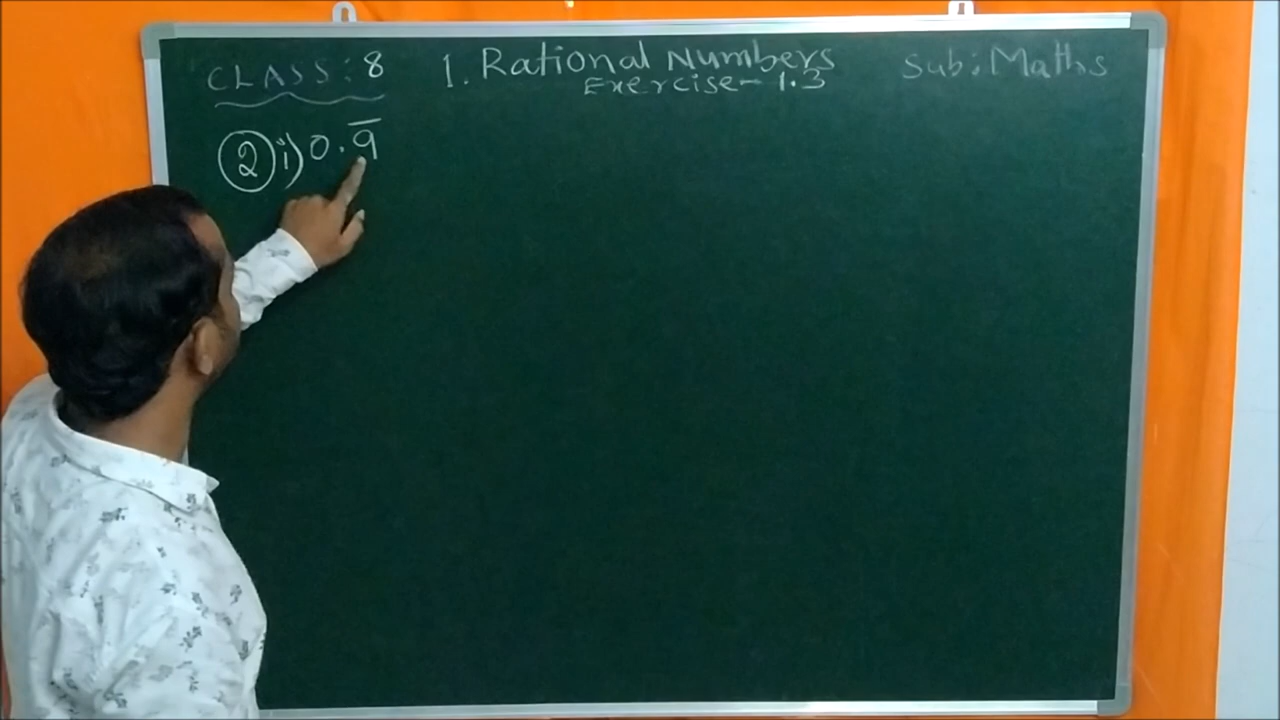 CLASS: 8
1. Rational Numbers
Sub: Maths
Exercise - 1.3
2 i) 0.9̅